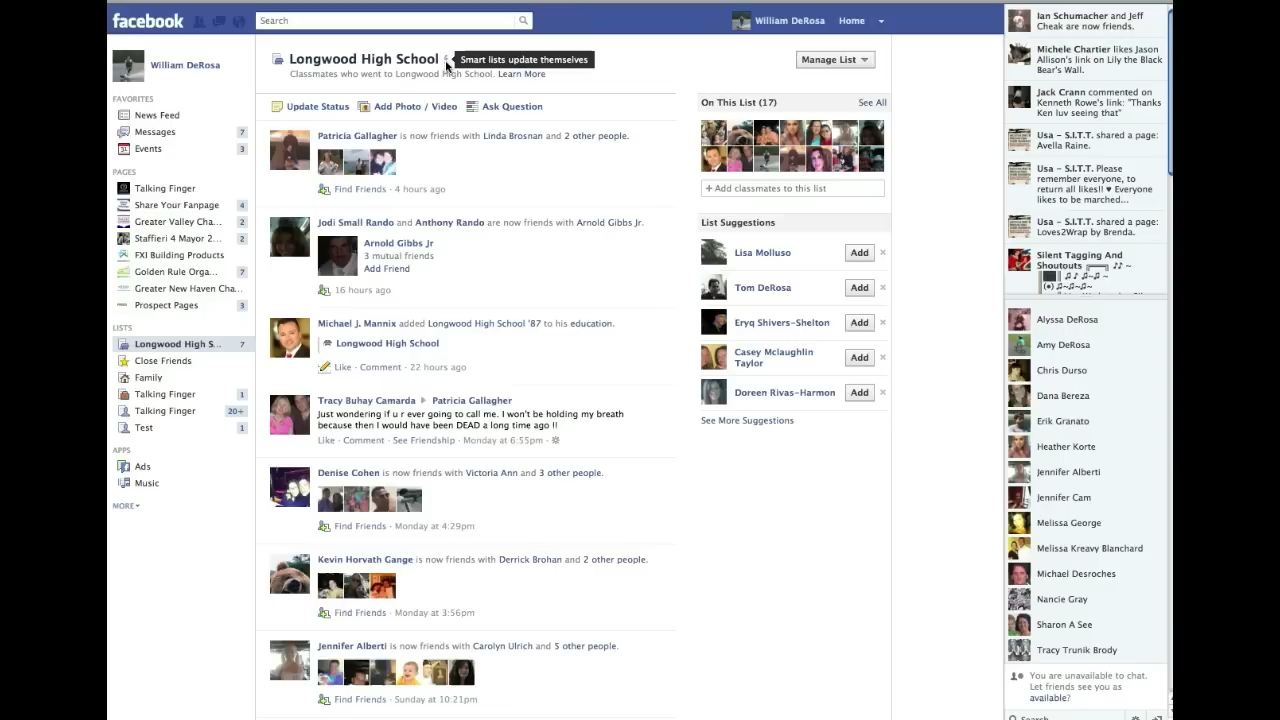 facebook
Search
William DeRosa
Home
William DeRosa
FAVORITES
News Feed
Messages 7
Events 3
PAGES
Talking Finger
Share Your Fanpage 4
Greater Valley Cha... 2
Staffieri 4 Mayor 2... 2
FXI Building Products
Golden Rule Orga... 7
Greater New Haven Cha...
Prospect Pages 3
LISTS
Longwood High S... 7
Close Friends
Family
Talking Finger 1
Talking Finger 20+
Test 1
APPS
Ads
Music
MORE
Longwood High School
Smart lists update themselves
Classmates who went to Longwood High School. Learn More
Manage List
Update Status
Add Photo / Video
Ask Question
Patricia Gallagher is now friends with Linda Brosnan and 2 other people.
Find Friends · 4 hours ago
Jodi Small Rando and Anthony Rando are now friends with Arnold Gibbs Jr.
Arnold Gibbs Jr
3 mutual friends
Add Friend
16 hours ago
Michael J. Mannix added Longwood High School '87 to his education.
Longwood High School
Like · Comment · 22 hours ago
Tracy Buhay Camarda ▸ Patricia Gallagher
Just wondering if u r ever going to call me. I won't be holding my breath
because then I would have been DEAD a long time ago !!
Like · Comment · See Friendship · Monday at 6:55pm ·
Denise Cohen is now friends with Victoria Ann and 3 other people.
Find Friends · Monday at 4:29pm
Kevin Horvath Gange is now friends with Derrick Brohan and 2 other people.
Find Friends · Monday at 3:56pm
Jennifer Alberti is now friends with Carolyn Ulrich and 5 other people.
Find Friends · Sunday at 10:21pm
On This List (17)
See All
+ Add classmates to this list
List Suggestions
Lisa Molluso Add ×
Tom DeRosa Add ×
Eryq Shivers-Shelton Add ×
Casey Mclaughlin
Taylor Add ×
Doreen Rivas-Harmon Add ×
See More Suggestions
Ian Schumacher and Jeff
Cheak are now friends.
Michele Chartier likes Jason
Allison's link on Lily the Black
Bear's Wall.
Jack Crann commented on
Kenneth Rowe's link: "Thanks
Ken luv seeing that"
Usa - S.I.T.T. shared a page:
Avella Raine.
Usa - S.I.T.T. Please
remember everyone, to
return all likes!! ♥ Everyone
likes to be marched...
Usa - S.I.T.T. shared a page:
Loves2Wrap by Brenda.
Silent Tagging And
Shoutouts
Alyssa DeRosa
Amy DeRosa
Chris Durso
Dana Bereza
Erik Granato
Heather Korte
Jennifer Alberti
Jennifer Cam
Melissa George
Melissa Kreavy Blanchard
Michael Desroches
Nancie Gray
Sharon A See
Tracy Trunik Brody
You are unavailable to chat.
Let friends see you as
available?
Search